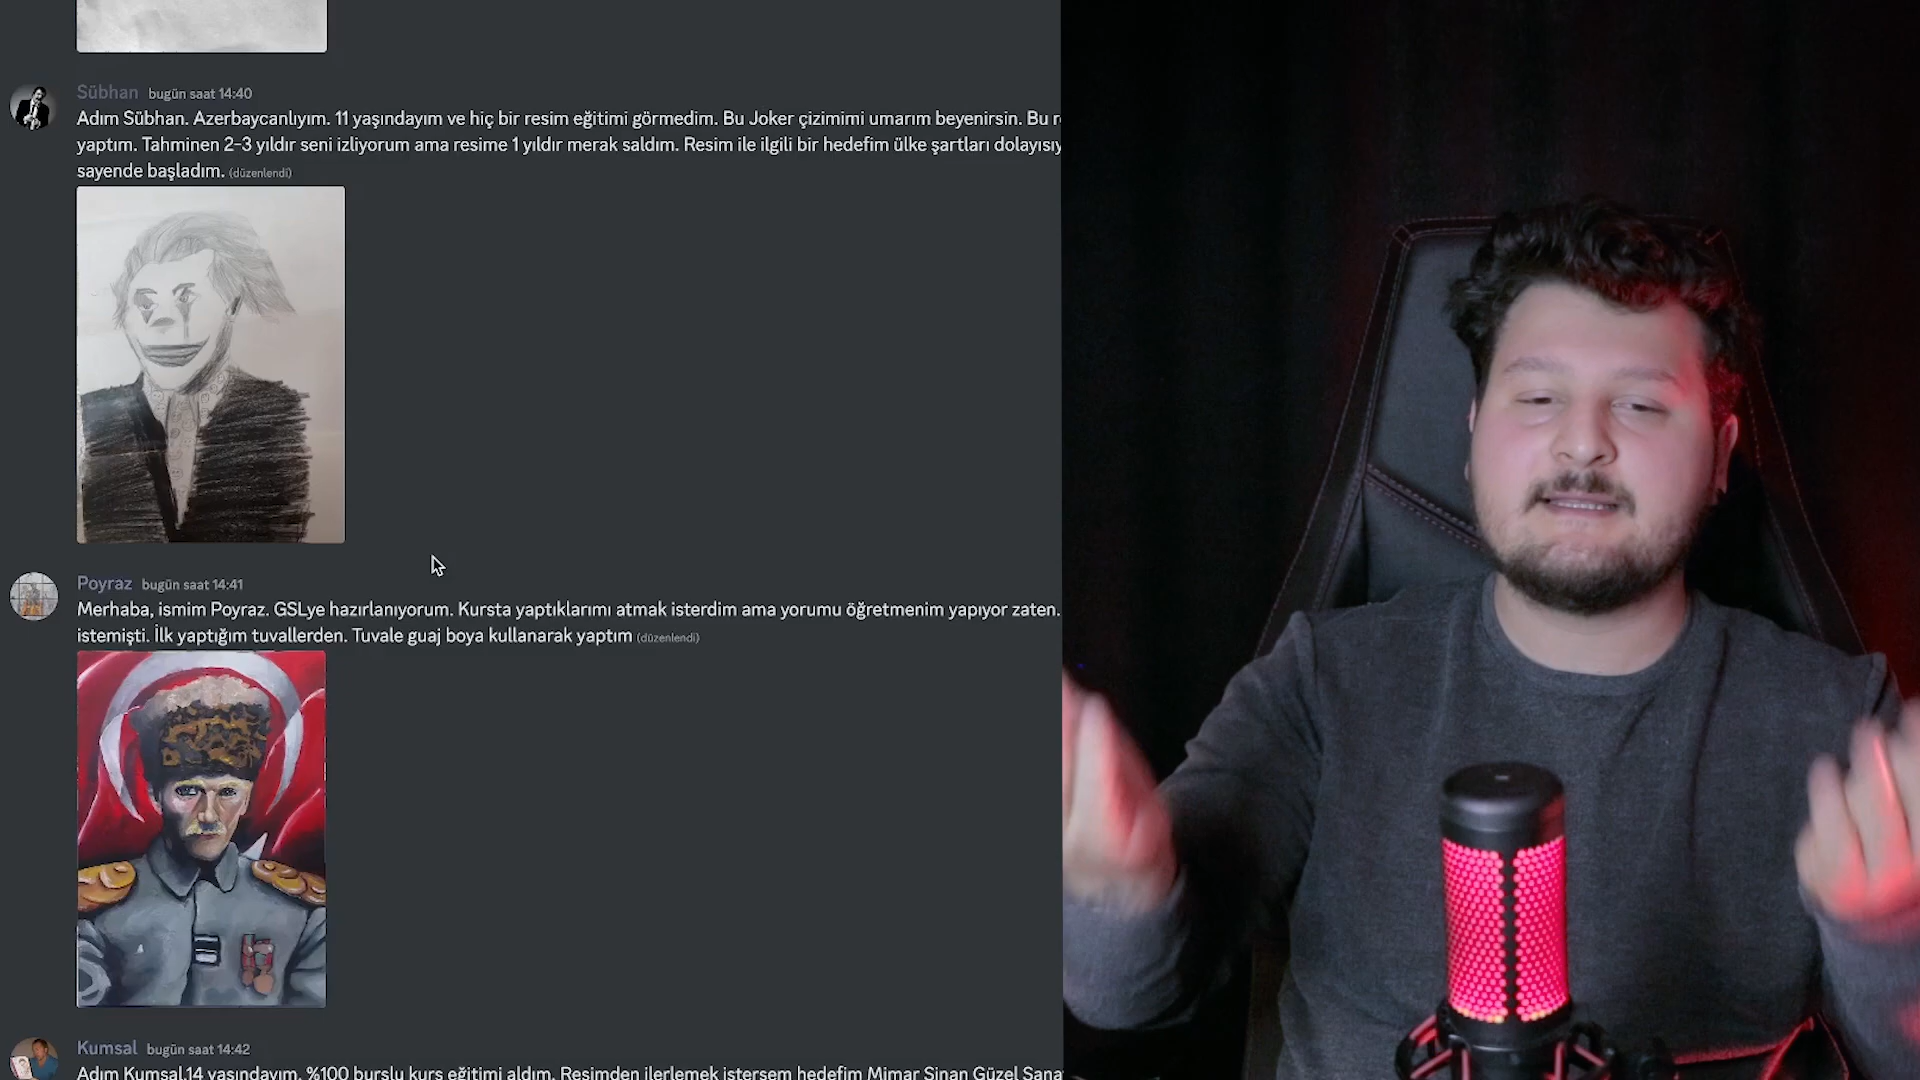 Sübhan bugün saat 14:40
Adım Sübhan. Azerbaycanlıyım. 11 yaşındayım ve hiç bir resim eğitimi görmedim. Bu Joker çizimimi umarım beyenirsin. Bu
yaptım. Tahminen 2-3 yıldır seni izliyorum ama resime 1 yıldır merak saldım. Resim ile ilgili bir hedefim ülke şartları
sayende başladım. (düzenlendi)
Poyraz bugün saat 14:41
Merhaba, ismim Poyraz. GSLye hazırlanıyorum. Kursta yaptıklarımı atmak isterdim ama yorumu öğretmenim yapıyor zaten.
istemişti. İlk yaptığım tuvallerden. Tuvale guaj boya kullanarak yaptım (düzenlendi)
Kumsal bugün saat 14:42
Adım Kumsal.14 yaşındayım. %100 burslu kurs eğitimi aldım. Resimden ilerlemek istersem hedefim Mimar Sinan Güzel